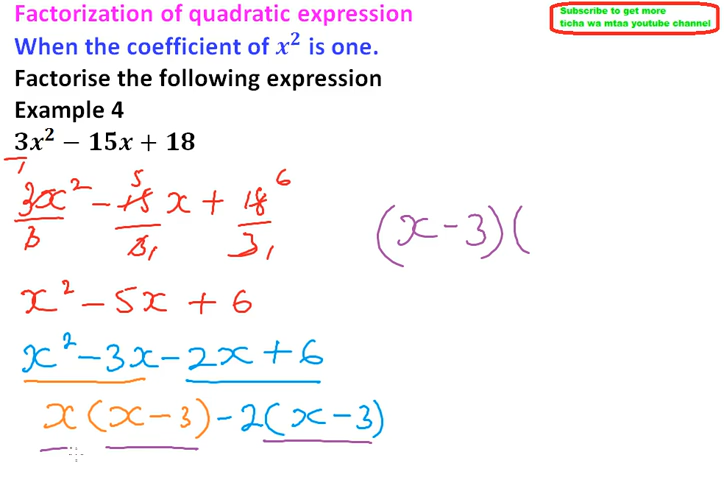 Factorization of quadratic expression
Subscribe to get more
ticha wa mtaa youtube channel
When the coefficient of x² is one.
Factorise the following expression
Example 4
3x² − 15x + 18
3x²/3 − 15x/3 + 18/3
1 5 1 6 1
(x − 3)(
x² − 5x + 6
x² − 3x − 2x + 6
x(x − 3) − 2(x − 3)